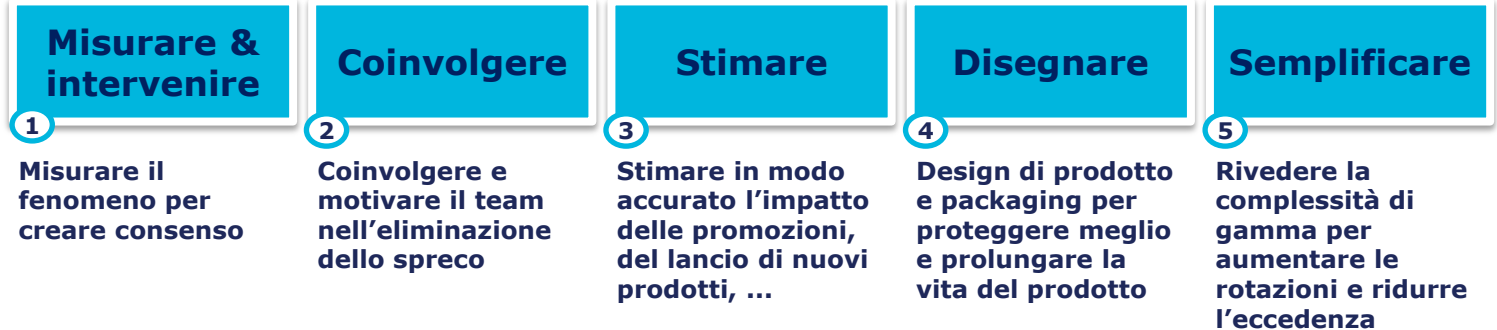 Misurare &
intervenire
1
Misurare il
fenomeno per
creare consenso
Coinvolgere
2
Coinvolgere e
motivare il team
nell’eliminazione
dello spreco
Stimare
3
Stimare in modo
accurato l’impatto
delle promozioni,
del lancio di nuovi
prodotti, …
Disegnare
4
Design di prodotto
e packaging per
proteggere meglio
e prolungare la
vita del prodotto
Semplificare
5
Rivedere la
complessità di
gamma per
aumentare le
rotazioni e ridurre
l’eccedenza